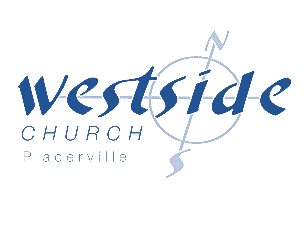 N
westside
CHURCH
Placerville
S